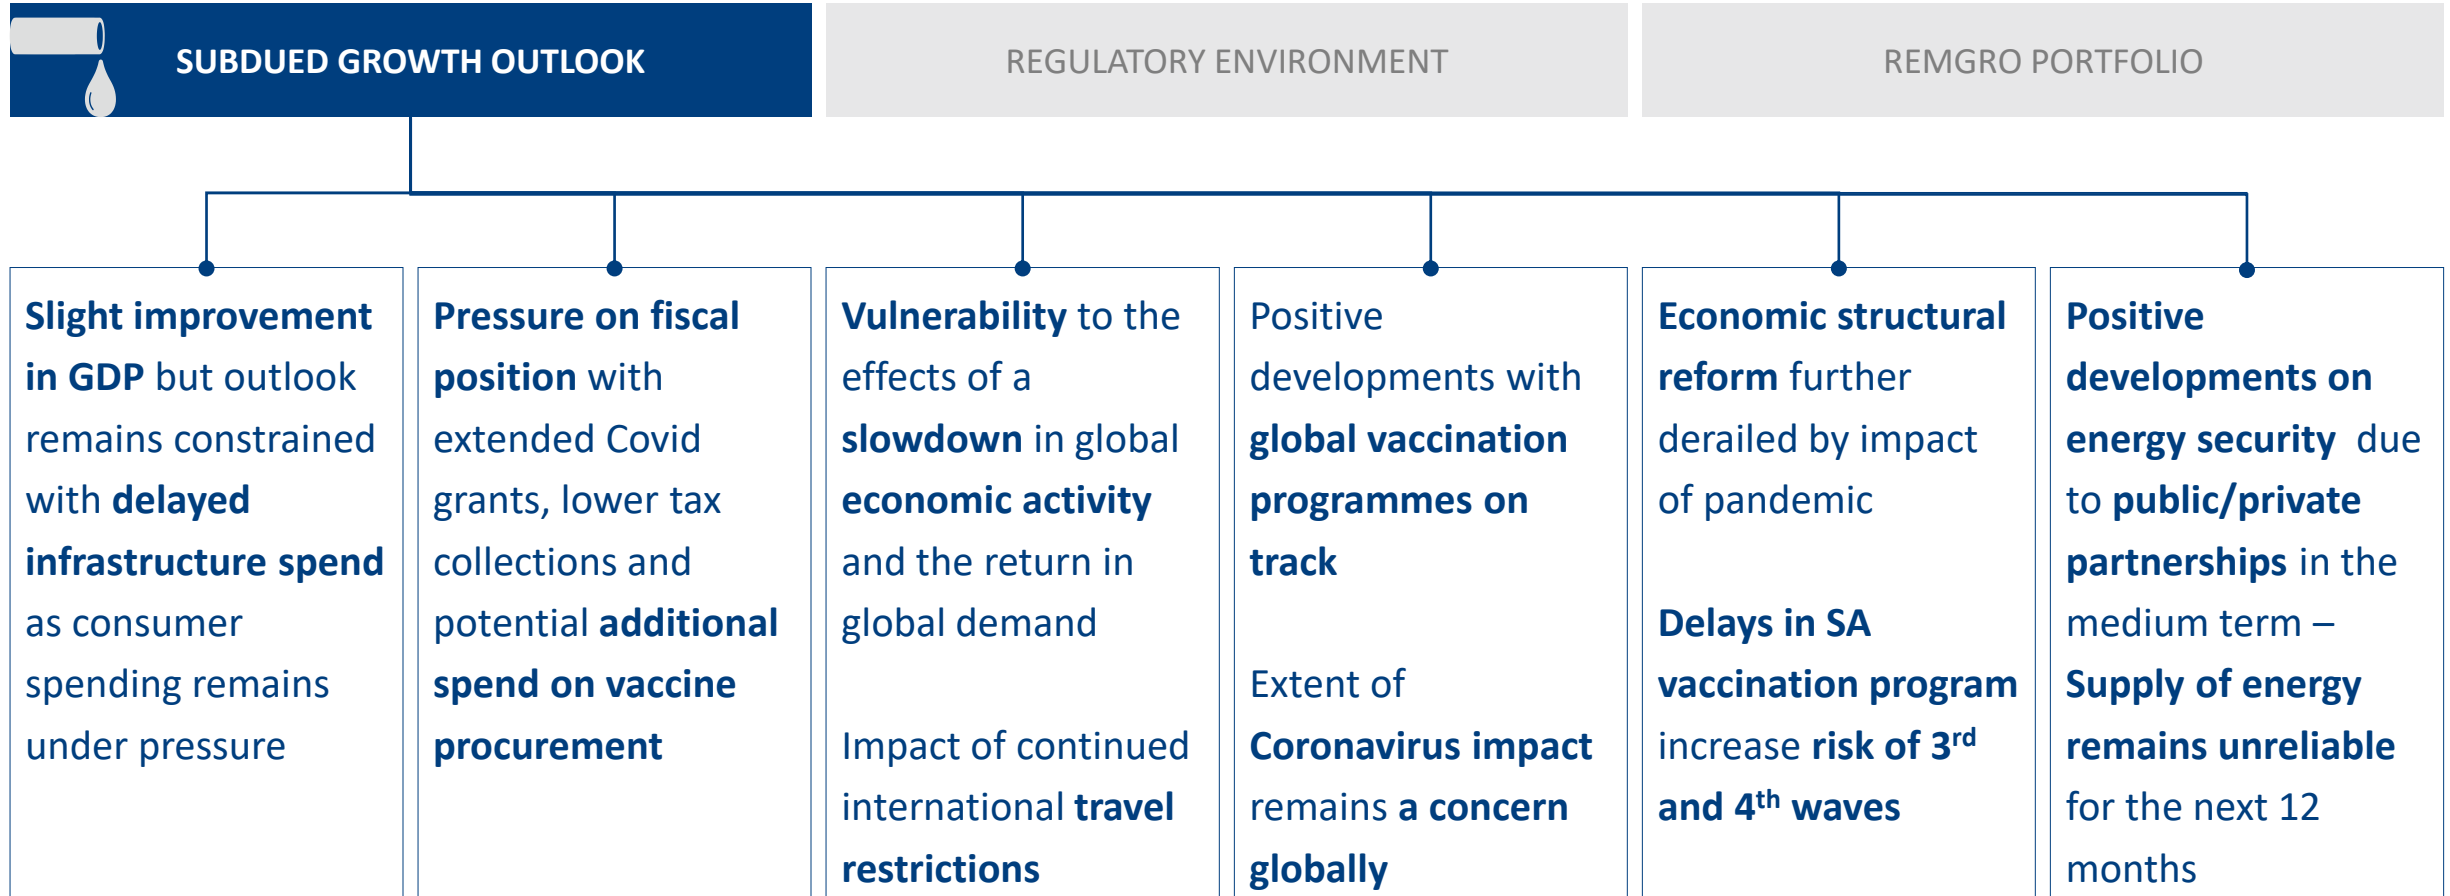 SUBDUED GROWTH OUTLOOK
REGULATORY ENVIRONMENT
REMGRO PORTFOLIO
Slight improvement
in GDP but outlook
remains constrained
with delayed
infrastructure spend
as consumer
spending remains
under pressure
Pressure on fiscal
position with
extended Covid
grants, lower tax
collections and
potential additional
spend on vaccine
procurement
Vulnerability to the
effects of a
slowdown in global
economic activity
and the return in
global demand
Impact of continued
international travel
restrictions
Positive
developments with
global vaccination
programmes on
track
Extent of
Coronavirus impact
remains a concern
globally
Economic structural
reform further
derailed by impact
of pandemic
Delays in SA
vaccination program
increase risk of 3rd
and 4th waves
Positive
developments on
energy security due
to public/private
partnerships in the
medium term –
Supply of energy
remains unreliable
for the next 12
months